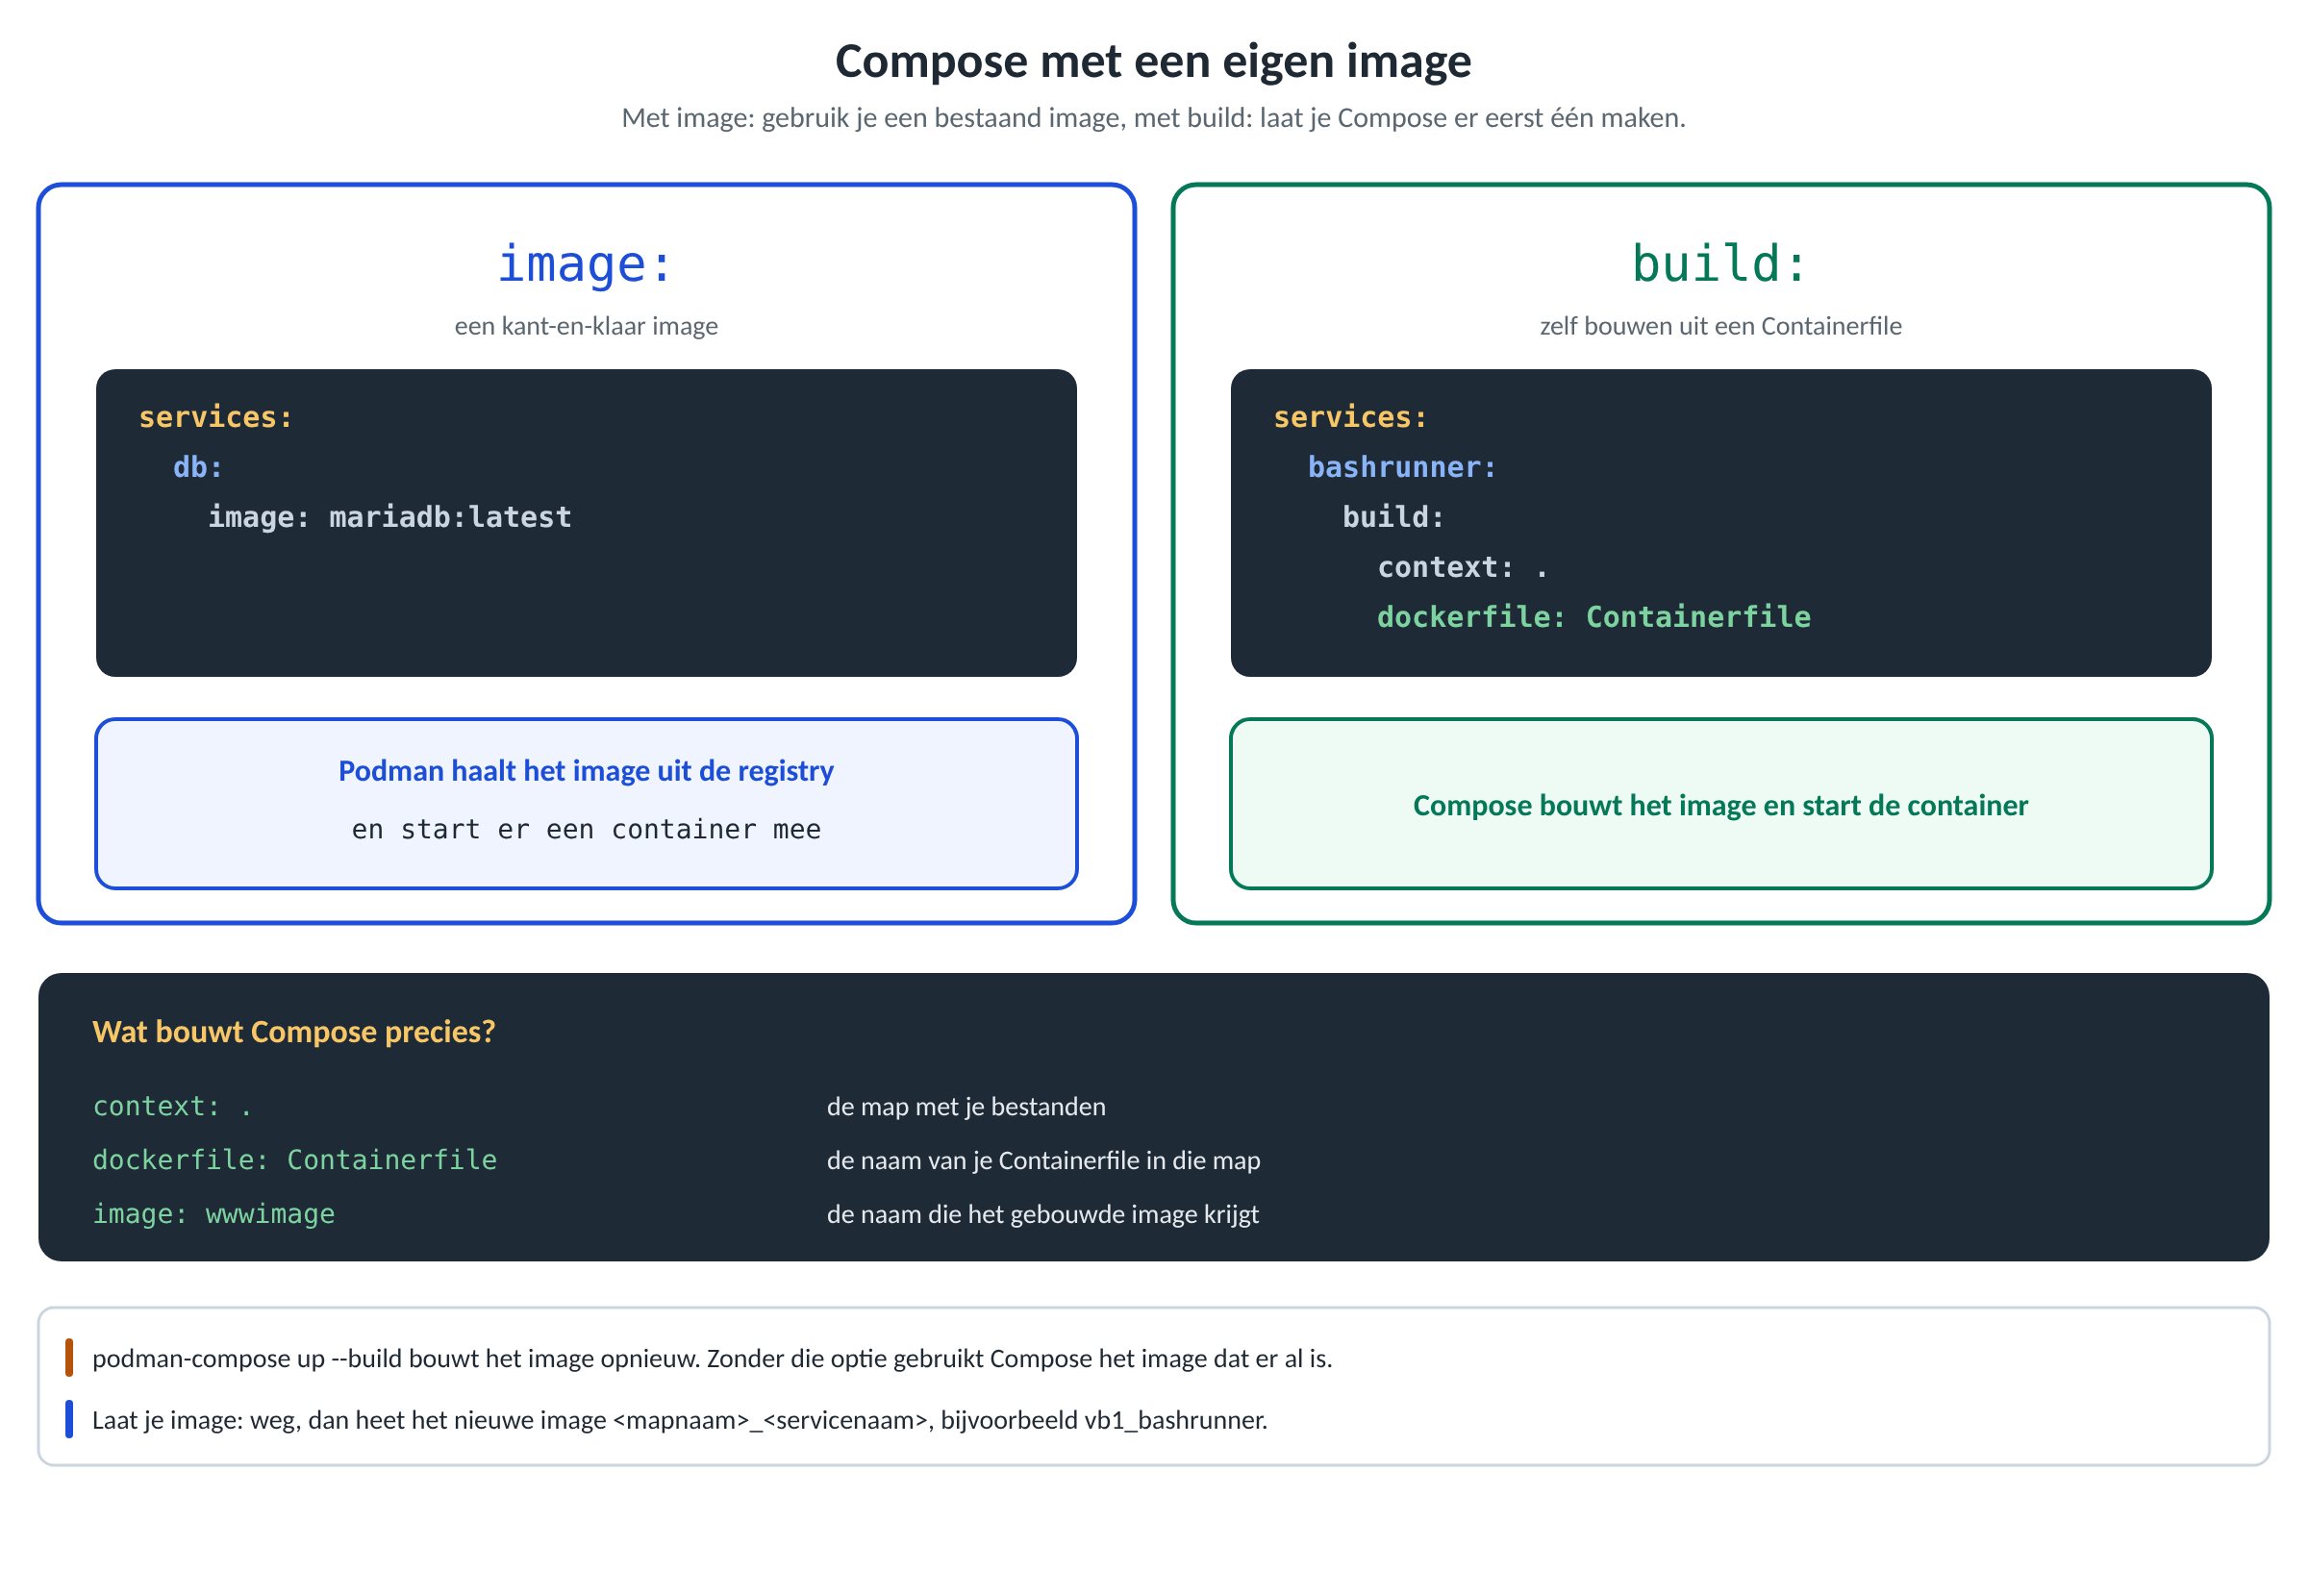 Compose met een eigen image
Met image: gebruik je een bestaand image, met build: laat je Compose er eerst één maken.
image:
een kant-en-klaar image
services:
  db:
    image: mariadb:latest
Podman haalt het image uit de registry
en start er een container mee
build:
zelf bouwen uit een Containerfile
services:
  bashrunner:
    build:
      context: .
      dockerfile: Containerfile
Compose bouwt het image en start de container
Wat bouwt Compose precies?
context: . de map met je bestanden
dockerfile: Containerfile de naam van je Containerfile in die map
image: wwwimage de naam die het gebouwde image krijgt
podman-compose up --build bouwt het image opnieuw. Zonder die optie gebruikt Compose het image dat er al is.
Laat je image: weg, dan heet het nieuwe image <mapnaam>_<servicenaam>, bijvoorbeeld vb1_bashrunner.